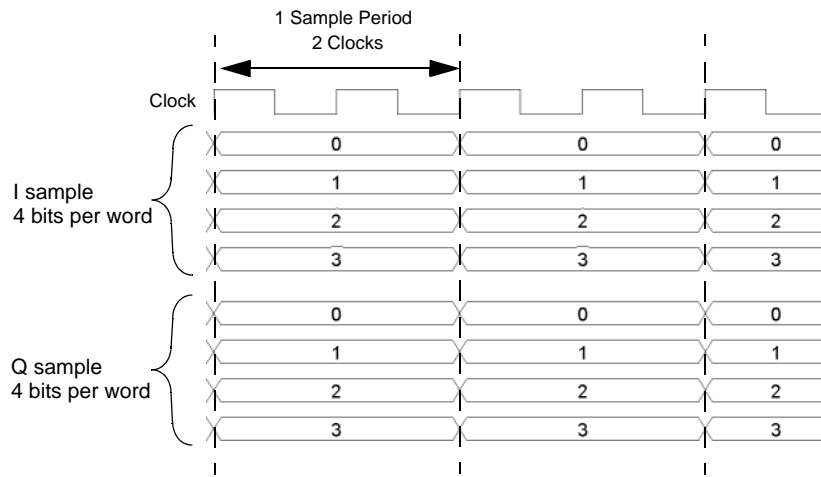 1 Sample Period
2 Clocks
Clock
I sample
4 bits per word
0 0 0
1 1 1
2 2 2
3 3 3
Q sample
4 bits per word
0 0 0
1 1 1
2 2 2
3 3 3